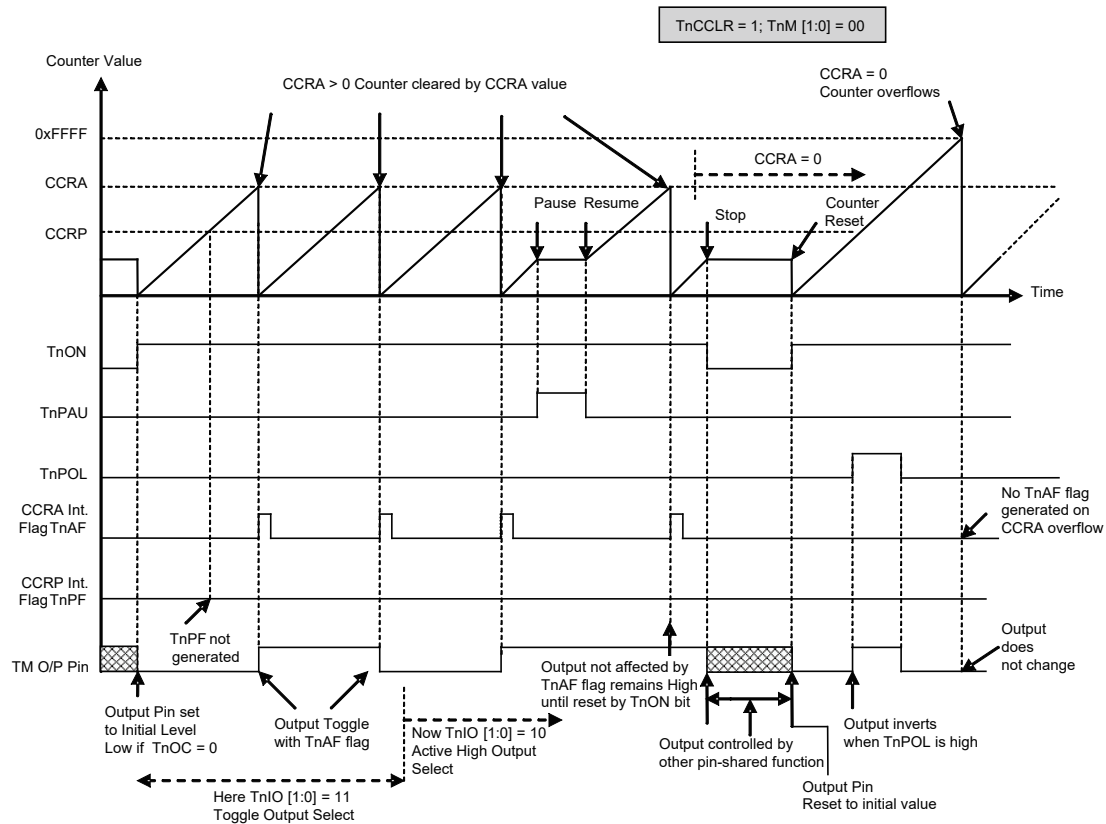 TnCCLR = 1; TnM [1:0] = 00
Counter Value
CCRA > 0 Counter cleared by CCRA value
CCRA = 0
Counter overflows
0xFFFF
CCRA = 0
CCRA
Pause Resume
Stop
Counter
Reset
CCRP
Time
TnON
TnPAU
TnPOL
No TnAF flag
generated on
CCRA overflow
CCRA Int.
Flag TnAF
CCRP Int.
Flag TnPF
TnPF not
generated
Output
does
not change
TM O/P Pin
Output not affected by
TnAF flag remains High
until reset by TnON bit
Output Pin set
to Initial Level
Low if TnOC = 0
Output Toggle
with TnAF flag
Now TnIO [1:0] = 10
Active High Output
Select
Output controlled by
other pin-shared function
Output inverts
when TnPOL is high
Output Pin
Reset to initial value
Here TnIO [1:0] = 11
Toggle Output Select